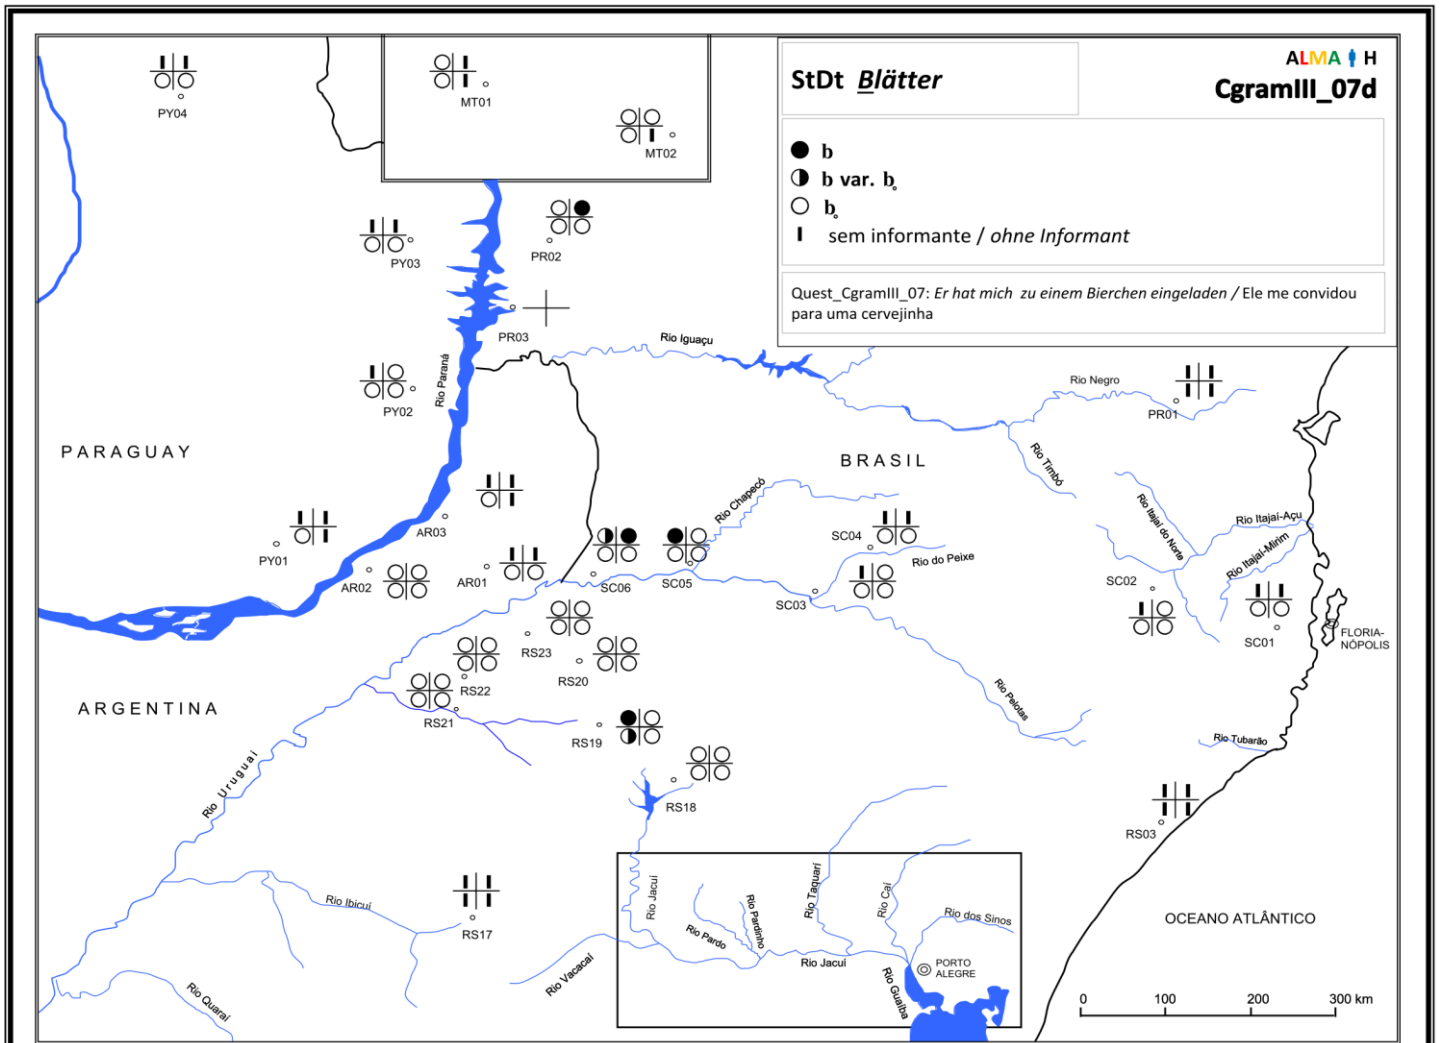 StDt Blätter
ALMA H
CgramIII_07d
b
b var. b̥
b̥
sem informante / ohne Informant
Quest_CgramIII_07: Er hat mich zu einem Bierchen eingeladen / Ele me convidou
para uma cervejinha
PY04
MT01
MT02
PY03
PR02
PR03
Rio Iguaçu
Rio Paraná
PY02
Rio Negro
PR01
PARAGUAY
BRASIL
Rio Timbó
Rio Chapecó
Rio Itajaí do Norte
Rio Itajaí-Açu
Rio Itajaí-Mirim
AR03
PY01
SC04
Rio do Peixe
AR02
AR01
SC06
SC05
SC03
SC02
SC01
FLORIA-
NÓPOLIS
RS23
RS20
RS22
RS21
ARGENTINA
Rio Pelotas
RS19
Rio Tubarão
Rio Uruguai
RS18
RS03
Rio Ibicuí
RS17
Rio Jacuí
Rio Taquarí
Rio Caí
Rio dos Sinos
Rio Pardo
Rio Pardinho
Rio Jacuí
OCEANO ATLÂNTICO
PORTO
ALEGRE
Rio Vacacaí
Rio Guaíba
Rio Quaraí
0 100 200 300 km